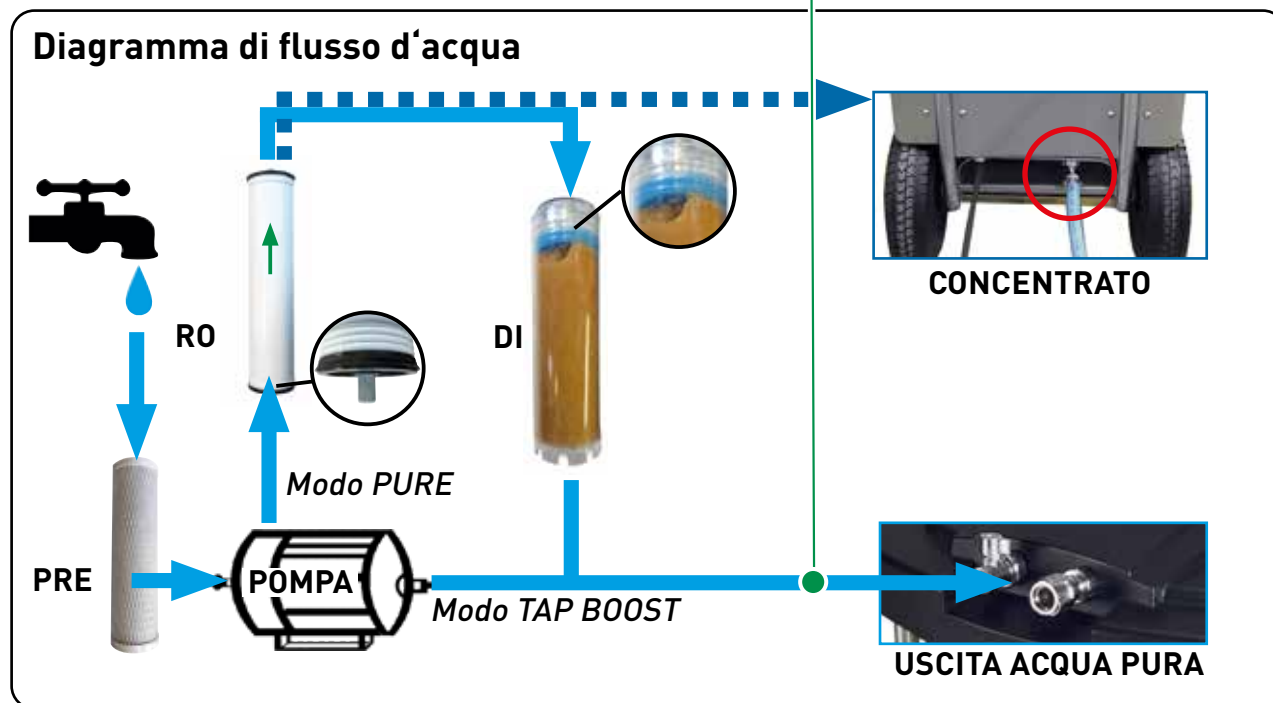 Diagramma di flusso d‘acqua
CONCENTRATO
RO
DI
Modo PURE
PRE
POMPA
Modo TAP BOOST
USCITA ACQUA PURA